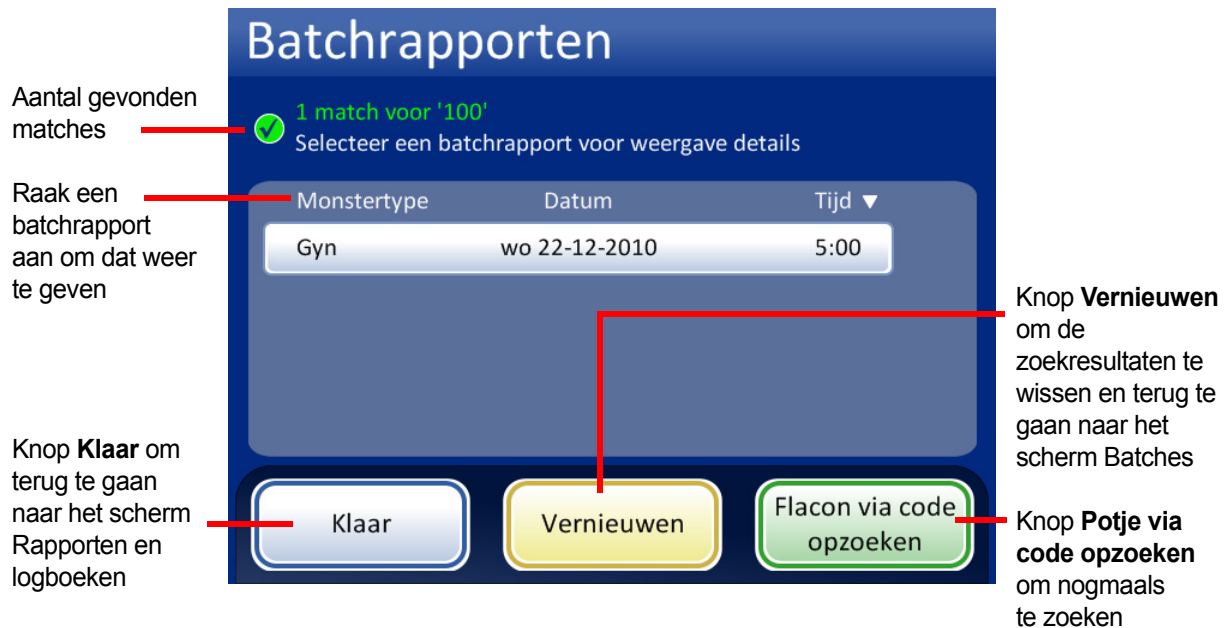 Batchrapporten
Aantal gevonden
matches
1 match voor '100'
Selecteer een batchrapport voor weergave details
Raak een
batchrapport
aan om dat weer
te geven
Monstertype Datum Tijd ▼
Gyn wo 22-12-2010 5:00
Knop Vernieuwen
om de
zoekresultaten te
wissen en terug te
gaan naar het
scherm Batches
Knop Klaar om
terug te gaan
naar het scherm
Rapporten en
logboeken
Klaar
Vernieuwen
Flacon via code
opzoeken
Knop Potje via
code opzoeken
om nogmaals
te zoeken